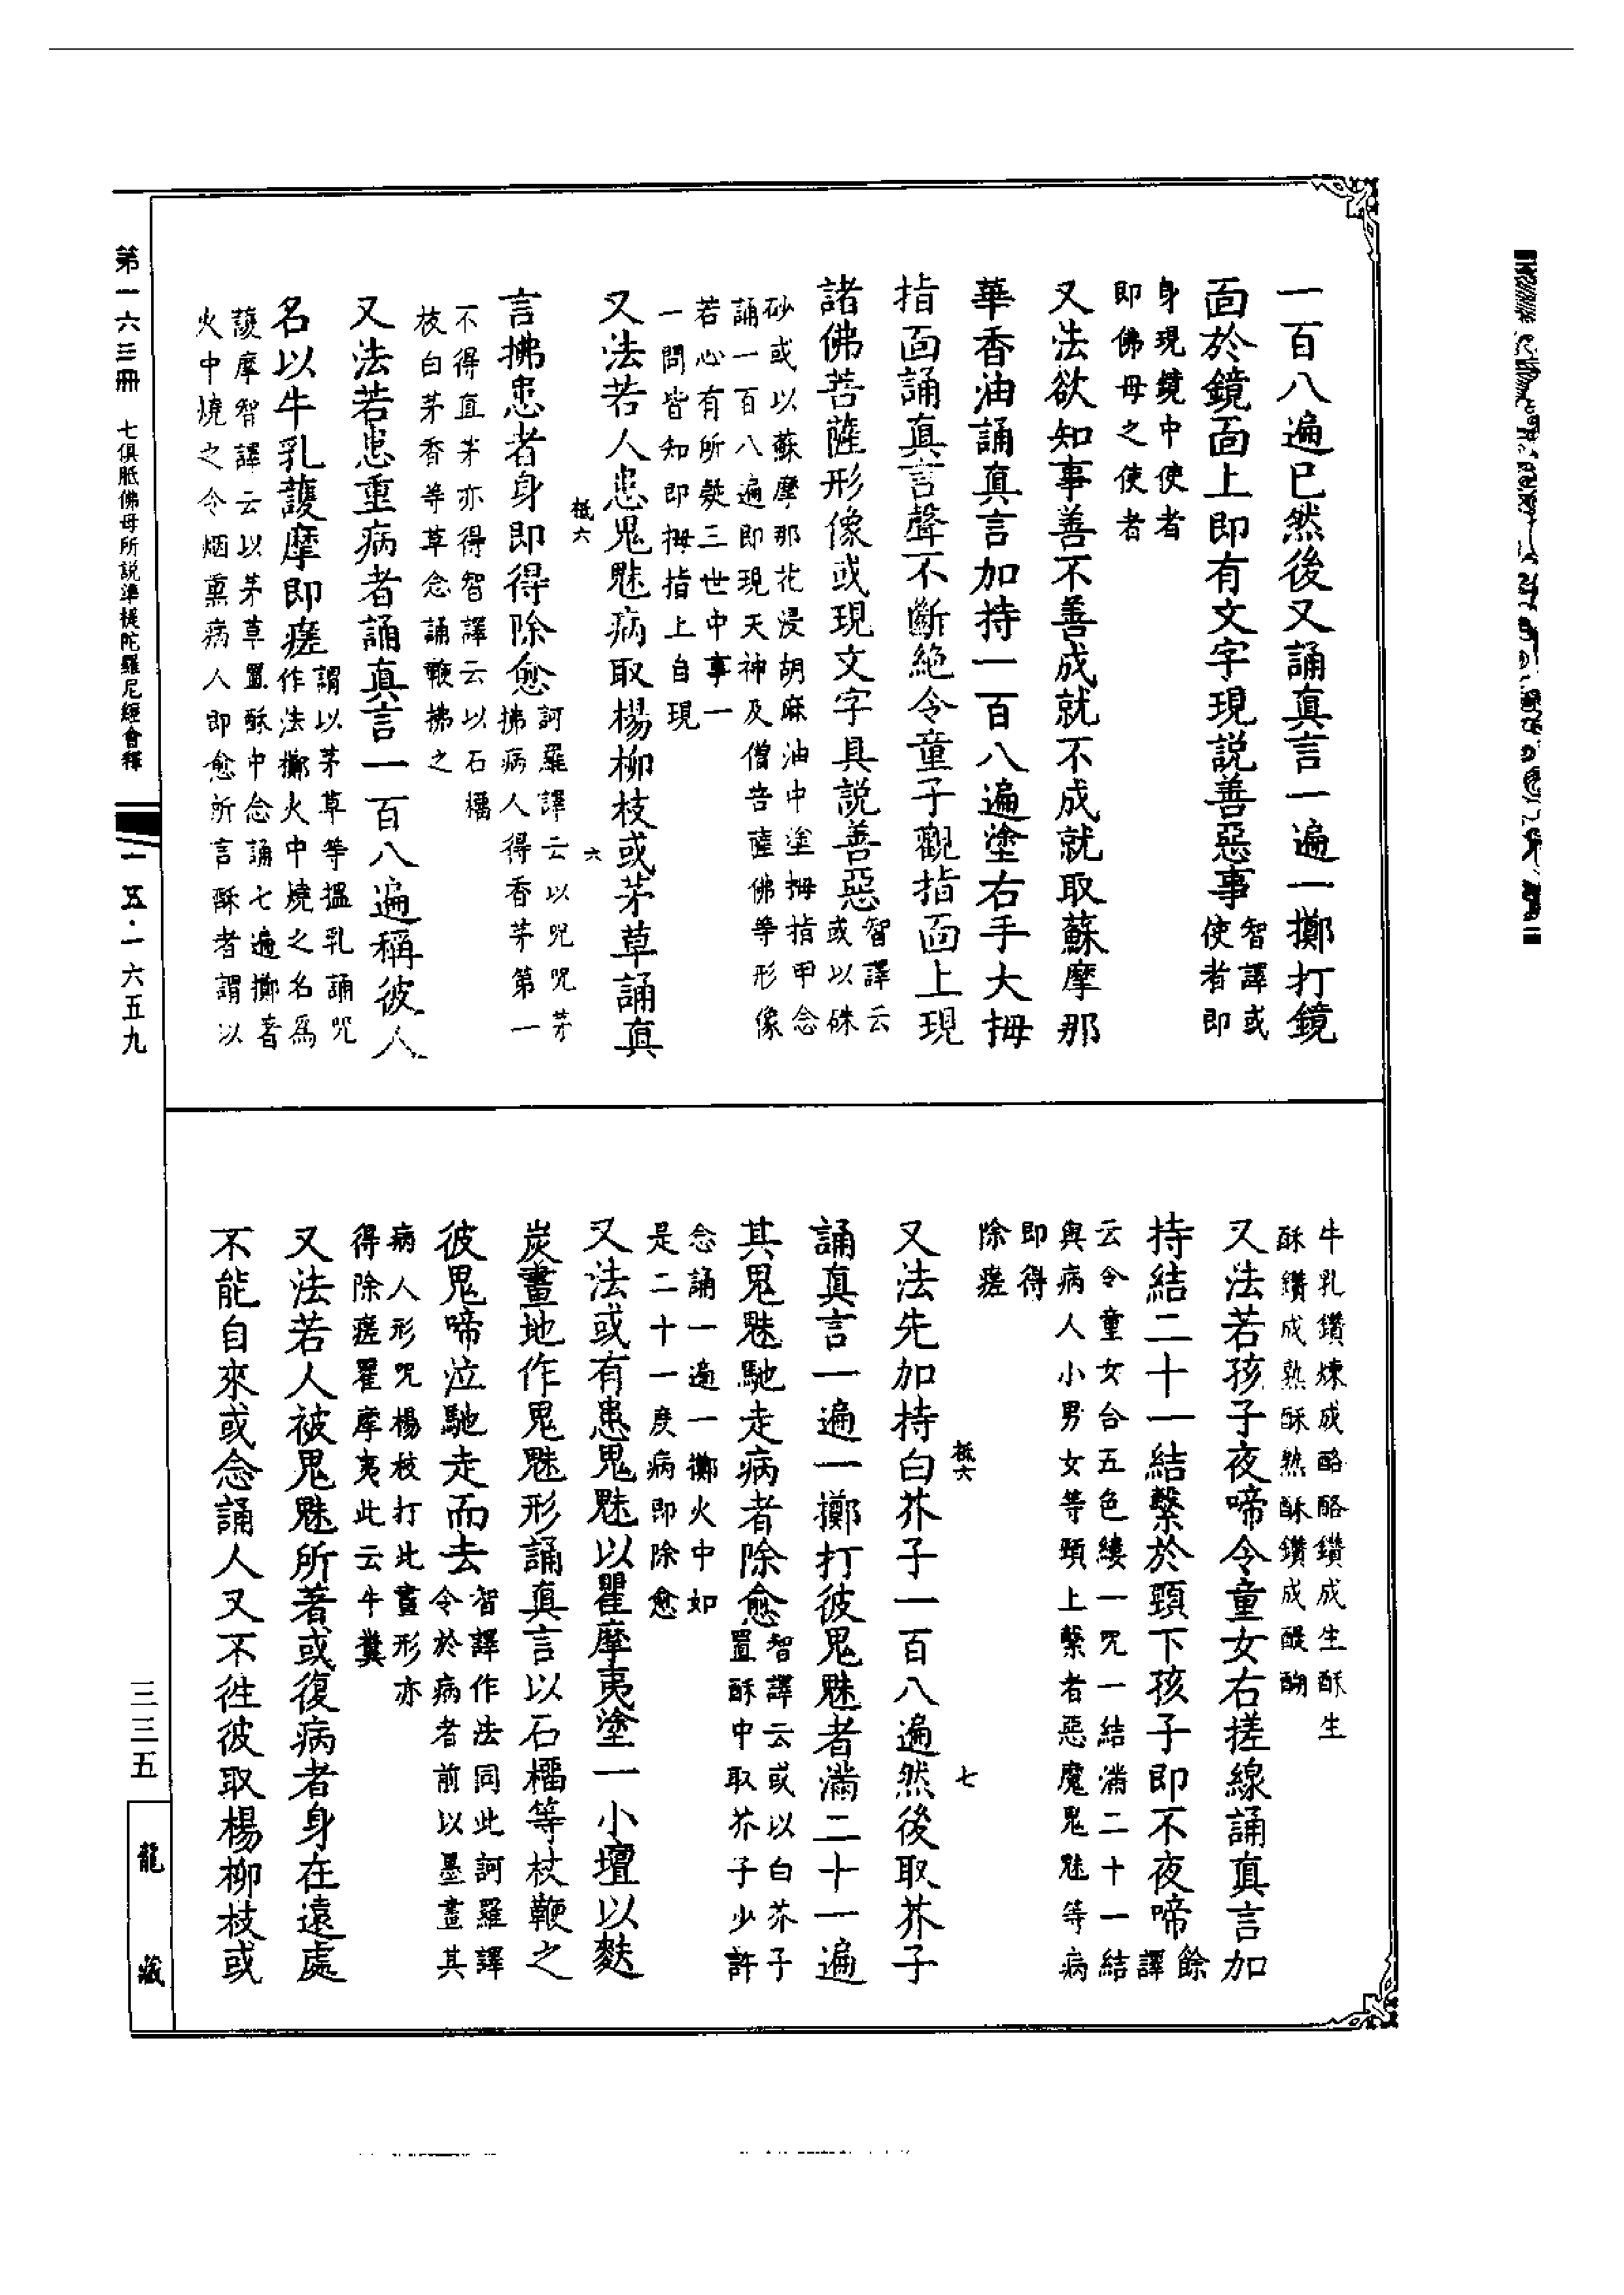 一百八遍已然後又誦真言一遍一擲打鏡
面於鏡面上即有文字現説善惡事智譯或
使者即
身現鏡中使者
即佛母之使者
又法欲知事善不善成就不成就取蘇摩那
華香油誦真言加持一百八遍塗右手大拇
指面誦真言聲不斷絶令童子觀指面上現
諸佛菩薩形像或現文字具説善惡智譯云
或以硃
砂或以蘇摩那花浸胡麻油中塗拇指甲念
誦一百八遍即現天神及僧菩薩佛等形像
若心有所疑三世中事一
一問皆知即拇指上自現
又法若人患鬼魅病取楊柳枝或茅草誦真
言拂患者身即得除愈訶羅譯云以呪呪茅
拂病人得香茅第一
不得直茅亦得智譯云以石橊
枝白茅香等草念誦鞭拂之
又法若患重病者誦真言一百八遍稱彼人
名以牛乳護摩即瘥謂以茅草等搵乳誦呪
作法擲火中燒之名爲
護摩智譯云以茅草置酥中念誦七遍擲著
火中燒之令烟熏病人即愈所言酥者謂以
牛乳鑽煉成酪酪鑽成生酥生
酥鑽成熟酥熟酥鑽成醍醐
又法若孩子夜啼令童女右搓線誦真言加
持結二十一結繫於頸下孩子即不夜啼餘
譯
云令童女合五色縷一咒一結滿二十一結
與病人小男女等頸上繫者惡魔鬼魅等病
即得
除瘥
又法先加持白芥子一百八遍然後取芥子
誦真言一遍一擲打彼鬼魅者滿二十一遍
其鬼魅馳走病者除愈智譯云或以白芥子
置酥中取芥子少許
念誦一遍一擲火中如
是二十一度病即除愈
又法或有患鬼魅以瞿摩夷塗一小壇以麩
炭畫地作鬼魅形誦真言以石橊等杖鞭之
彼鬼啼泣馳走而去智譯作法同此訶羅譯
令於病者前以墨畫其
病人形呪楊枝打此畫形亦
得除瘥瞿摩夷此云牛糞
又法若人被鬼魅所著或復病者身在遠處
不能自來或念誦人又不往彼取楊柳枝或
第一六三冊　七俱胝佛母所説準提陀羅尼經會釋
一一五·一六五九
三三五
龍藏
柢六
六
柢六
七